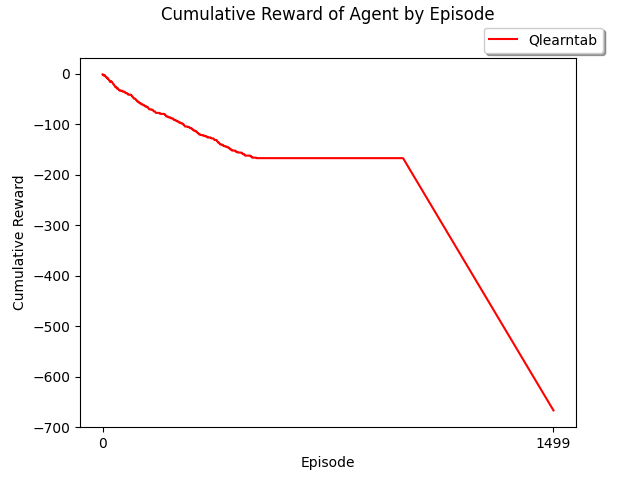 Cumulative Reward of Agent by Episode
Qlearntab
0
−100
−200
−300
−400
−500
−600
−700
Cumulative Reward
0 1499
Episode